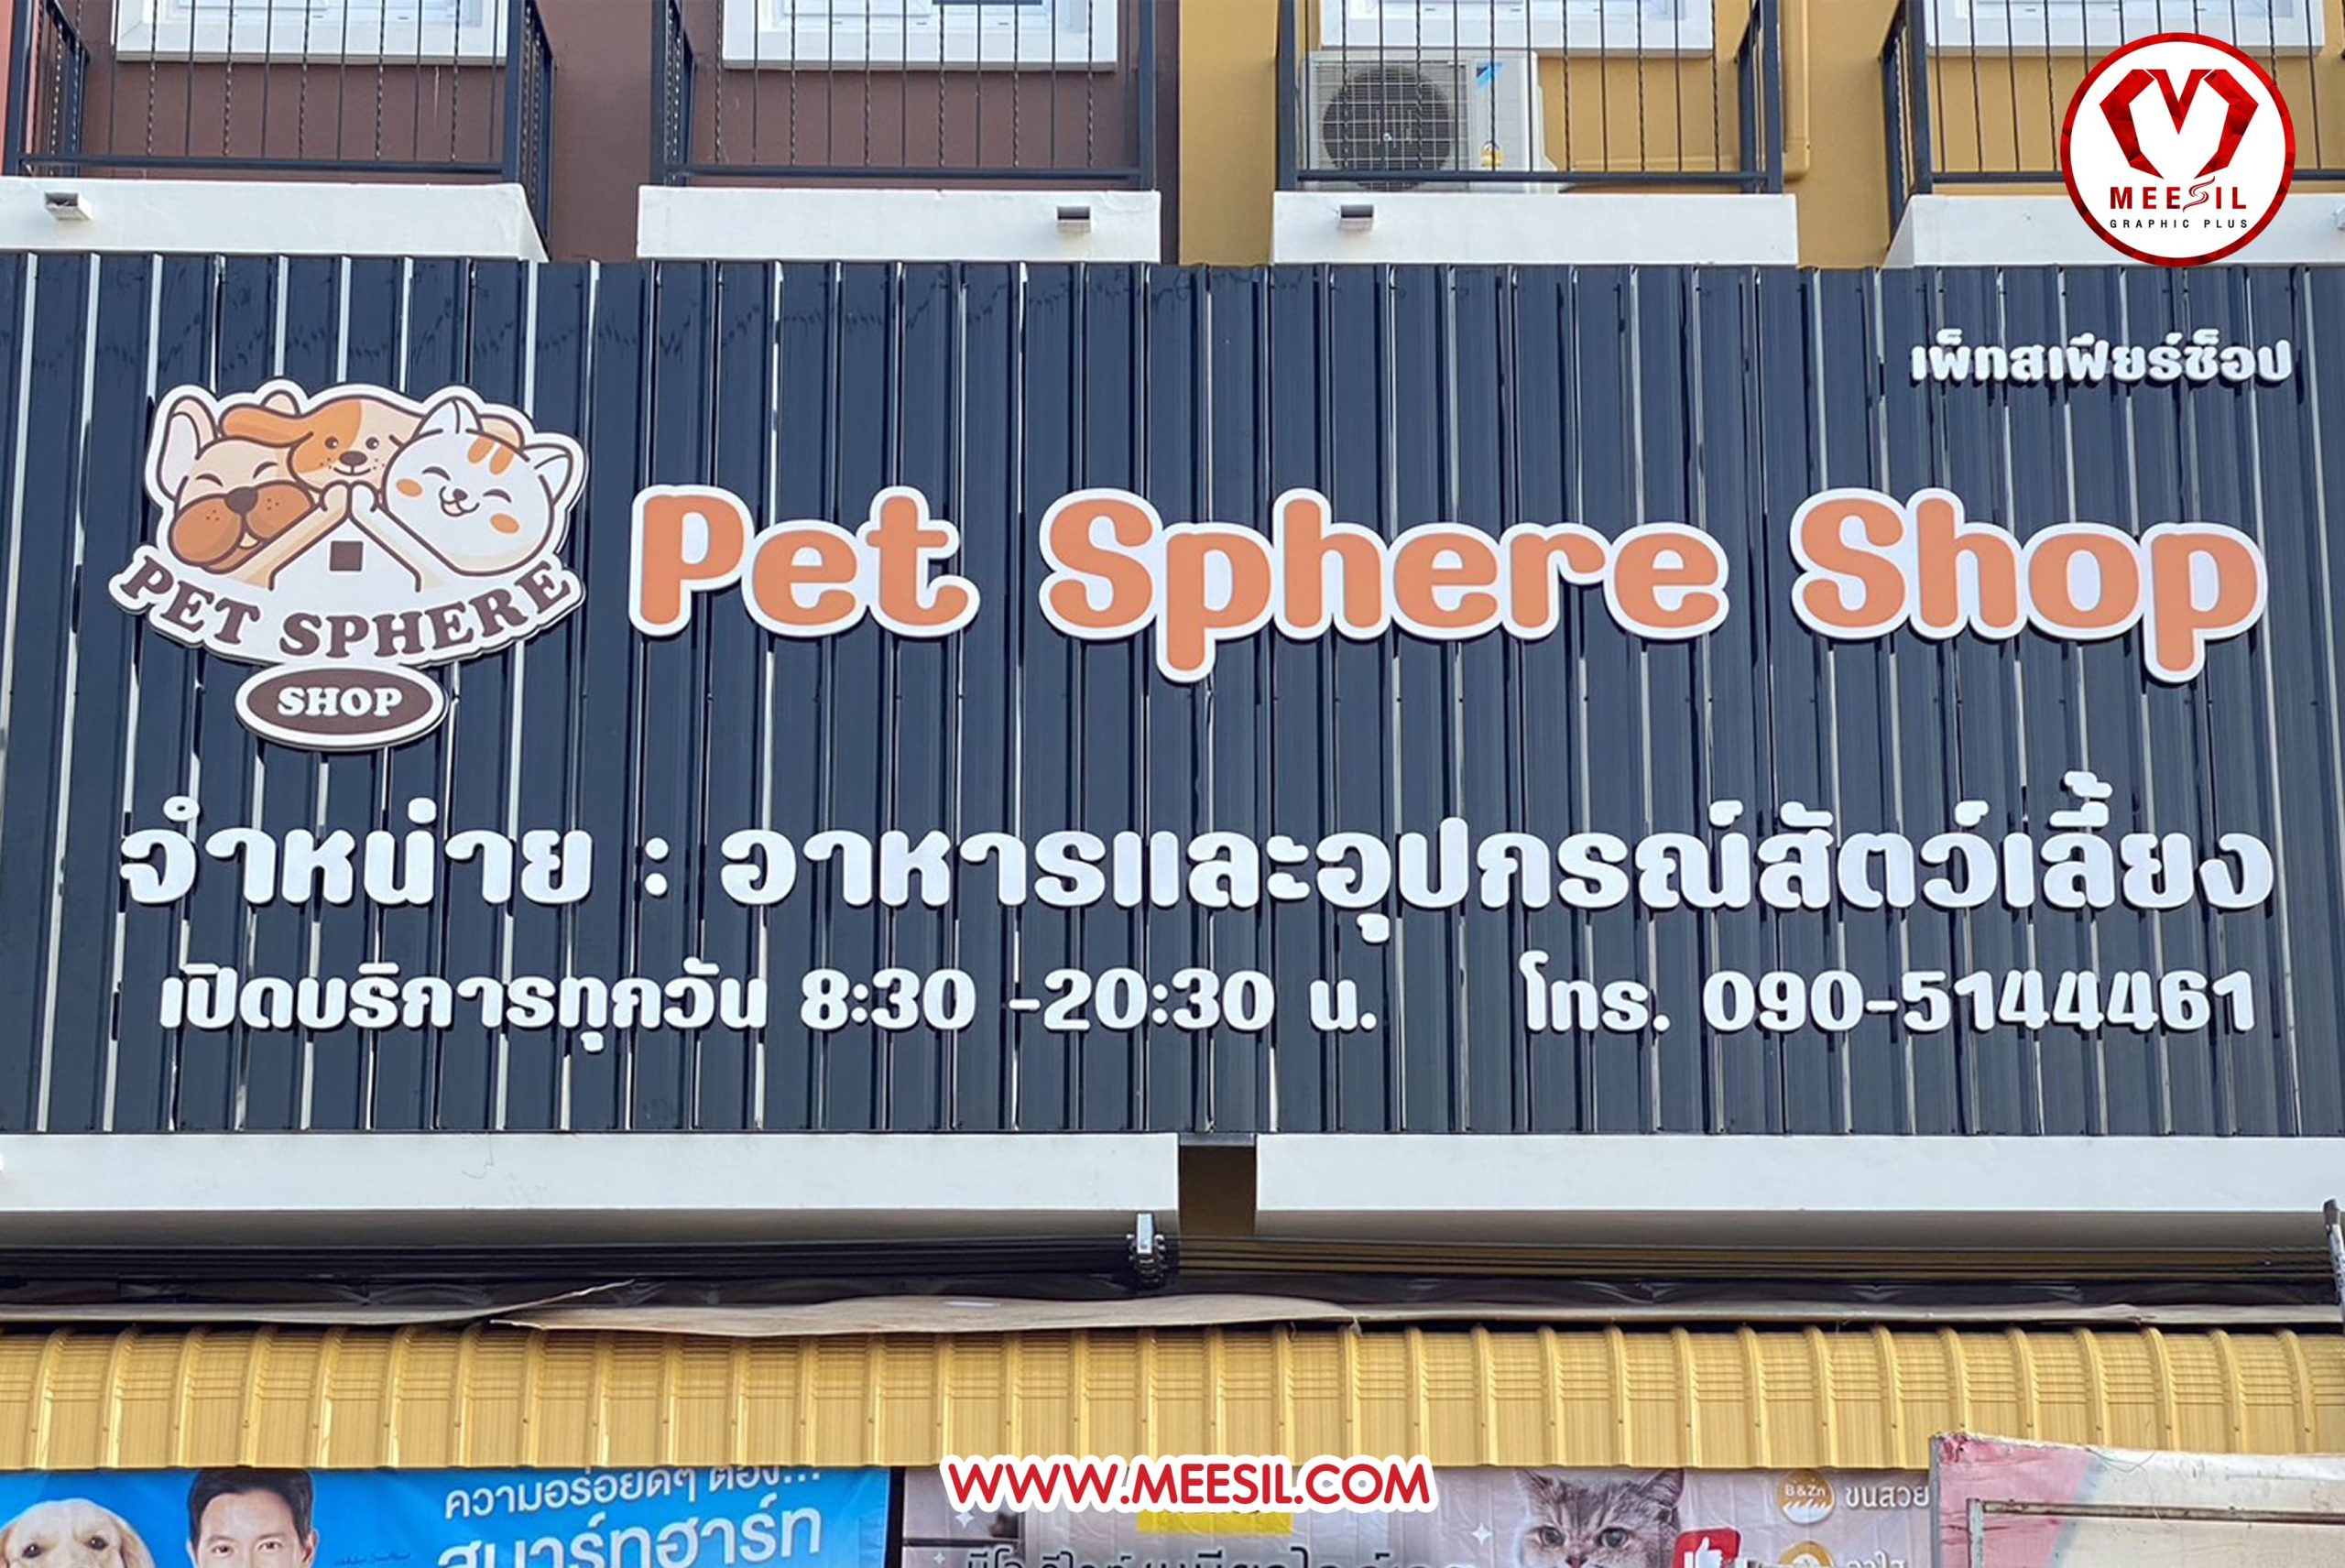 MEESIL
GRAPHIC PLUS
เพ็ทสเฟียร์ช็อป
PET SPHERE
SHOP
Pet Sphere Shop
จำหน่าย : อาหารและอุปกรณ์สัตว์เลี้ยง
เปิดบริการทุกวัน 8:30 -20:30 น. โทร. 090-5144461
WWW.MEESIL.COM
ความอร่อยดๆ ต้อง...
สมาร์ทฮาร์ท
B&Zn
ขนสวย